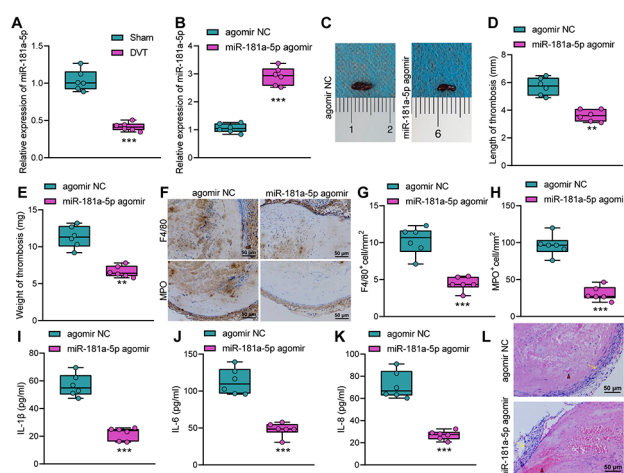 A
Sham
DVT
Relative expression of miR-181a-5p
1.5
1.0
0.5
0.0
***
B
agomir NC
miR-181a-5p agomir
Relative expression of miR-181a-5p
4
3
2
1
0
***
C
agomir NC
1
2
miR-181a-5p agomir
6
D
agomir NC
miR-181a-5p agomir
Length of thrombosis (mm)
8
6
4
2
0
**
E
agomir NC
miR-181a-5p agomir
Weight of thrombosis (mg)
15
10
5
0
**
F
agomir NC
miR-181a-5p agomir
F4/80
50 μm
50 μm
MPO
50 μm
50 μm
G
agomir NC
miR-181a-5p agomir
F4/80+cell/mm2
15
10
5
0
***
H
agomir NC
miR-181a-5p agomi
MPO+cell/mm2
150
100
50
0
***
I
agomir NC
miR-181a-5p agomir
IL-1β (pg/ml)
80
60
40
20
0
***
J
agomir NC
miR-181a-5p agomir
IL-6 (pg/ml)
150
100
50
0
***
K
agomir NC
miR-181a-5p agomir
IL-8 (pg/ml)
100
80
60
40
20
0
***
L
agomir NC
50 μm
miR-181a-5p agomir
50 μm